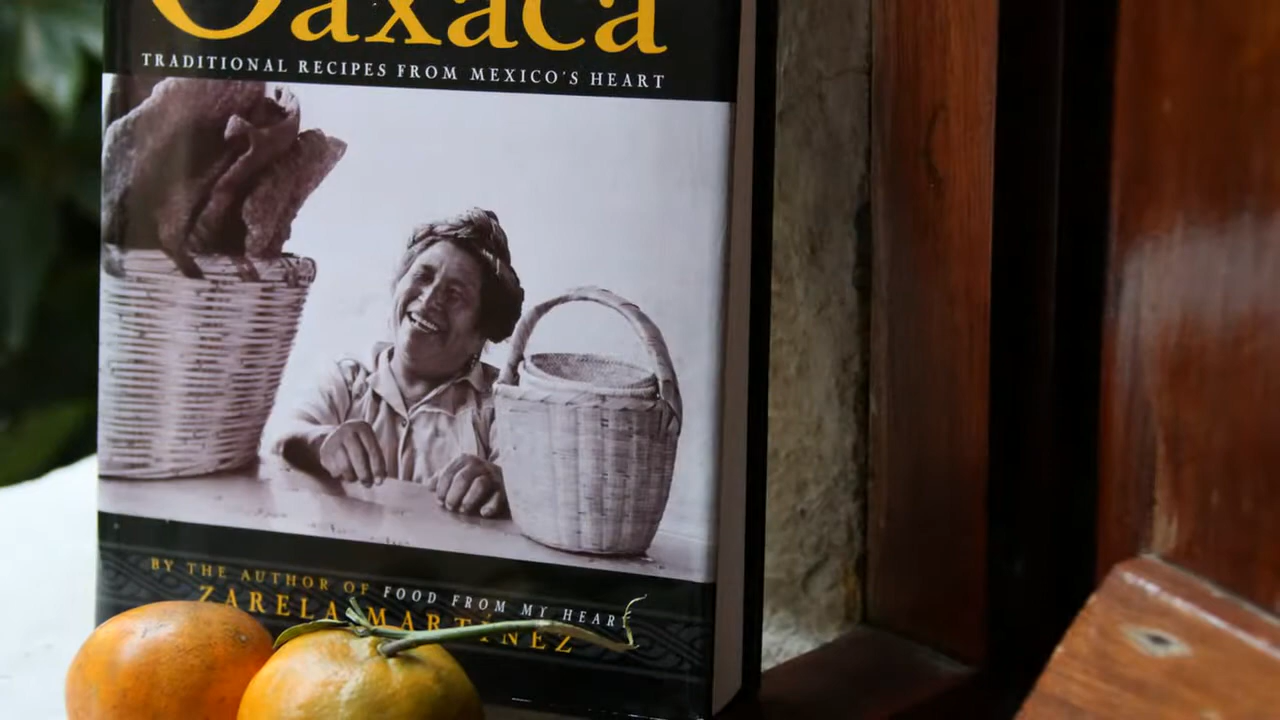 Oaxaca
TRADITIONAL RECIPES FROM MEXICO'S HEART
BY THE AUTHOR OF FOOD FROM MY HEART
ZARELA MARTÍNEZ